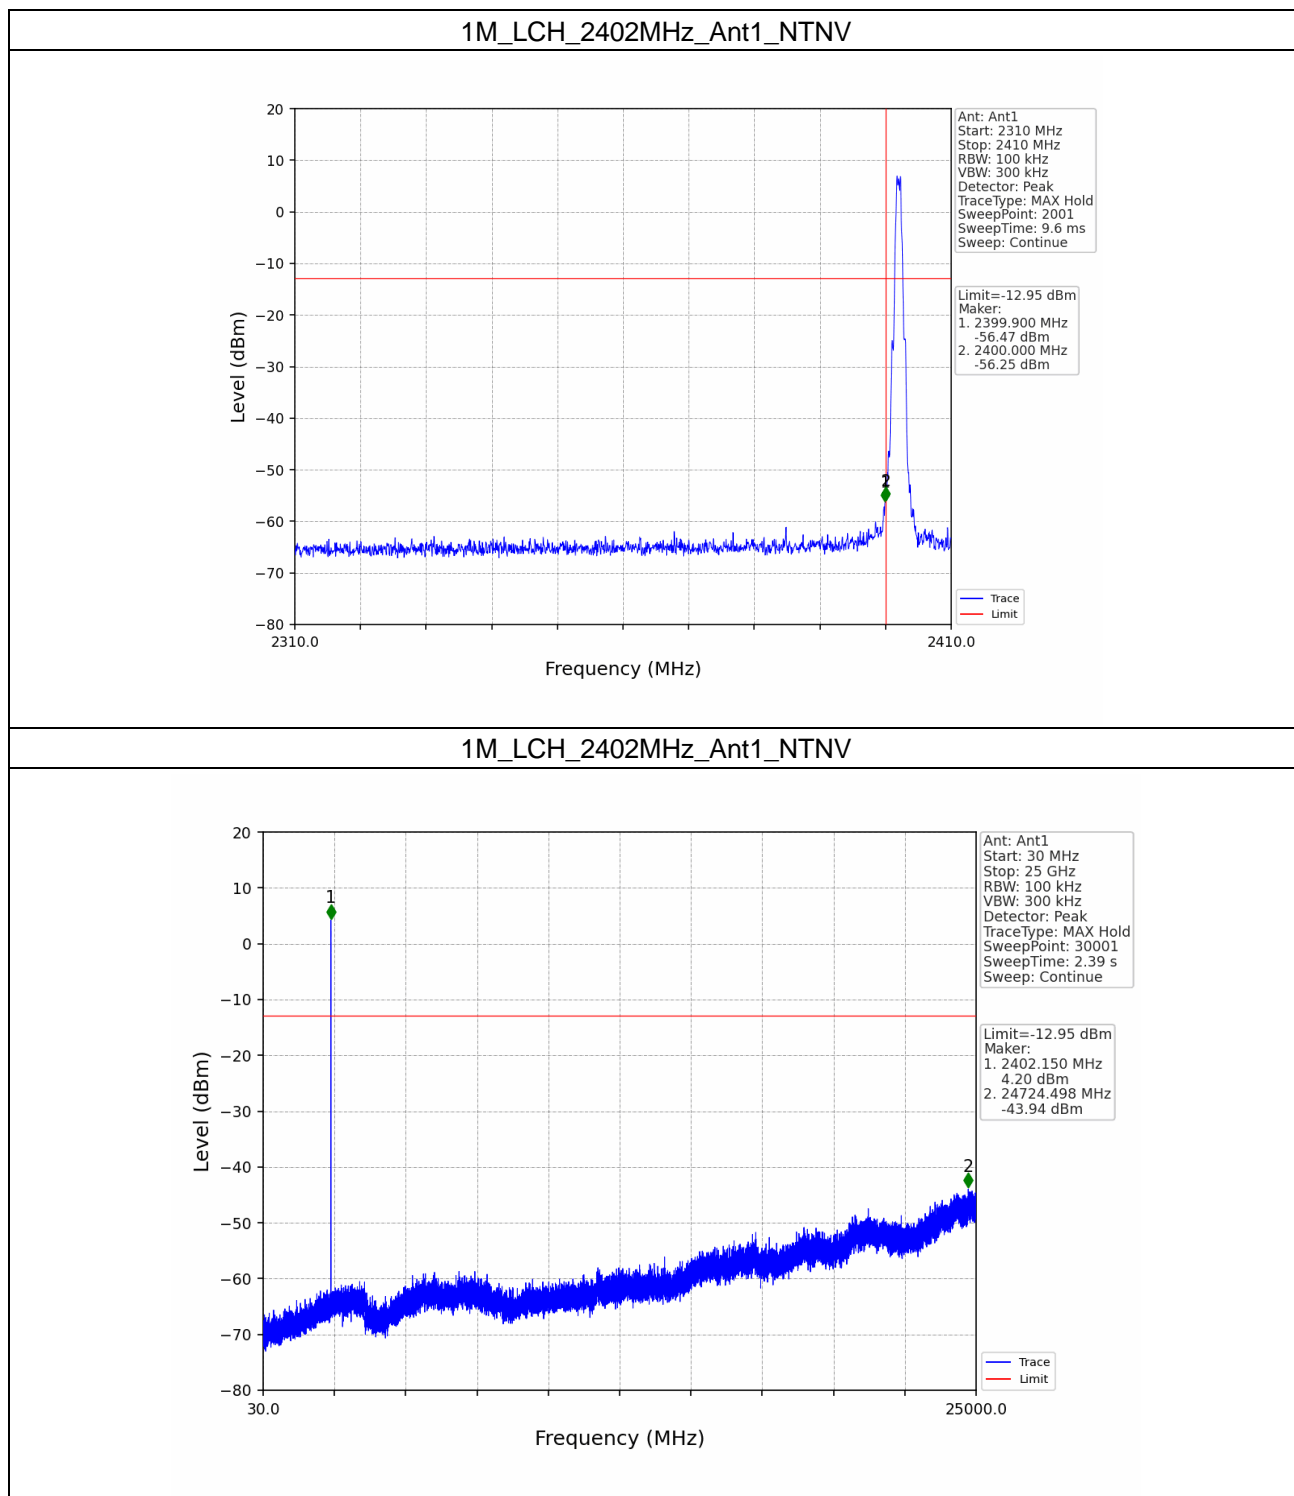 1M_LCH_2402MHz_Ant1_NTNV
20
10
0
−10
−20
−30
−40
−50
−60
−70
−80
Level (dBm)
2310.0
2410.0
Frequency (MHz)
2
Ant: Ant1
Start: 2310 MHz
Stop: 2410 MHz
RBW: 100 kHz
VBW: 300 kHz
Detector: Peak
TraceType: MAX Hold
SweepPoint: 2001
SweepTime: 9.6 ms
Sweep: Continue
Limit=-12.95 dBm
Maker:
1. 2399.900 MHz
-56.47 dBm
2. 2400.000 MHz
-56.25 dBm
Trace
Limit
1M_LCH_2402MHz_Ant1_NTNV
20
10
0
−10
−20
−30
−40
−50
−60
−70
−80
Level (dBm)
30.0
25000.0
Frequency (MHz)
1
2
Ant: Ant1
Start: 30 MHz
Stop: 25 GHz
RBW: 100 kHz
VBW: 300 kHz
Detector: Peak
TraceType: MAX Hold
SweepPoint: 30001
SweepTime: 2.39 s
Sweep: Continue
Limit=-12.95 dBm
Maker:
1. 2402.150 MHz
4.20 dBm
2. 24724.498 MHz
-43.94 dBm
Trace
Limit